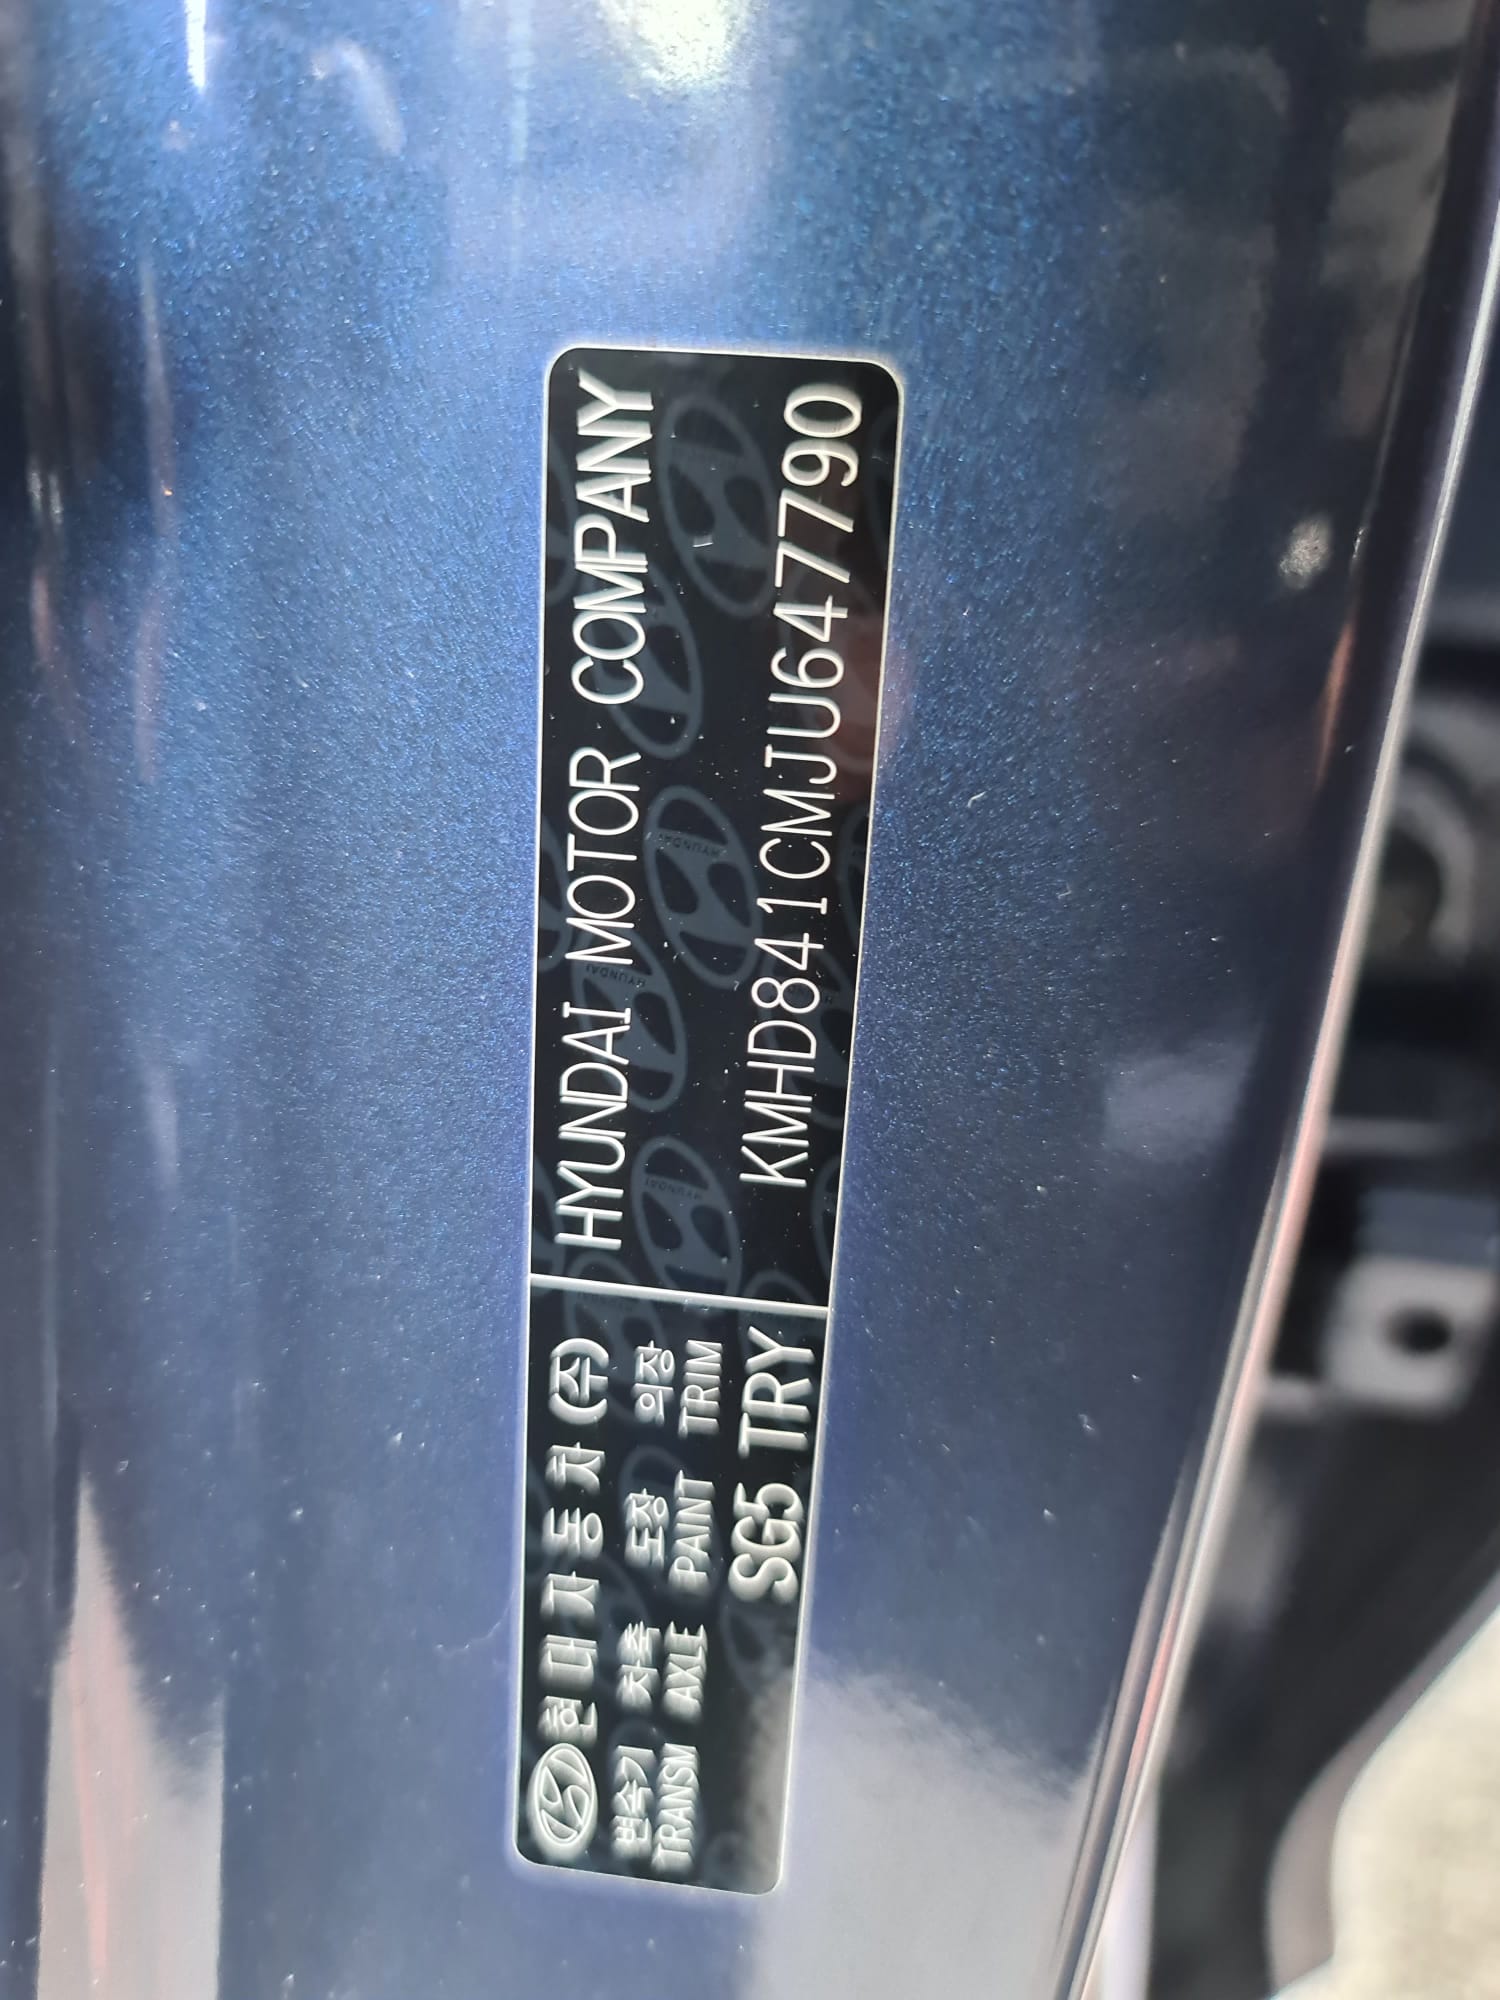 현대자동차(주)
변속기 차축 도장 의장
TRANSM AXLE PAINT TRIM
SG5 TRY
HYUNDAI MOTOR COMPANY
KMHD841CMJU647790